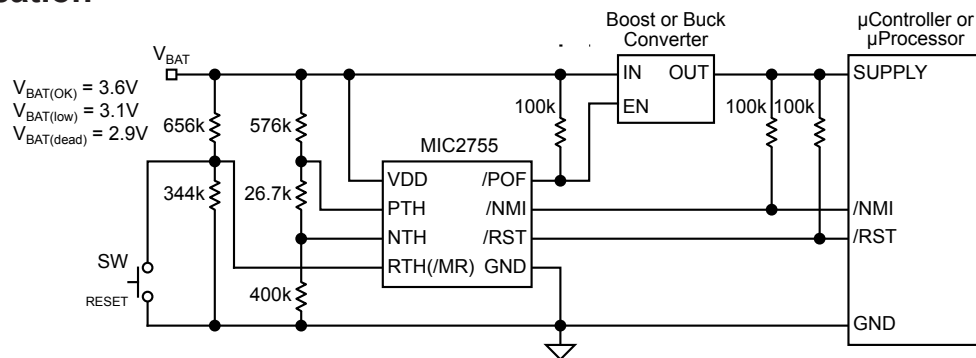 Boost or Buck
Converter
µController or
µProcessor
VBAT
IN OUT
SUPPLY
VBAT(OK) = 3.6V
VBAT(low) = 3.1V
VBAT(dead) = 2.9V
656k
576k
100k
EN
100k 100k
MIC2755
VDD /POF
344k
26.7k
PTH /NMI
/NMI
NTH /RST
/RST
SW
RTH(/MR) GND
RESET
400k
GND